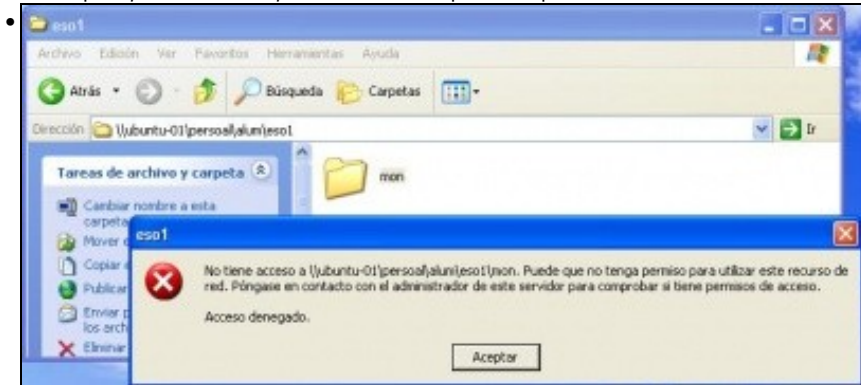 eso1
Archivo Edición Ver Favoritos Herramientas Ayuda
Atrás Búsqueda Carpetas
Dirección \\ubuntu-01\persoal\alum\eso1 Ir
Tareas de archivo y carpeta
mon
Cambiar nombre a esta
carpeta
Mover
Copiar
Publicar
Enviar
los arch
Eliminar
eso1
No tiene acceso a \\ubuntu-01\persoal\alum\eso1\mon. Puede que no tenga permiso para utilizar este recurso de
red. Póngase en contacto con el administrador de este servidor para comprobar si tiene permisos de acceso.
Acceso denegado.
Aceptar